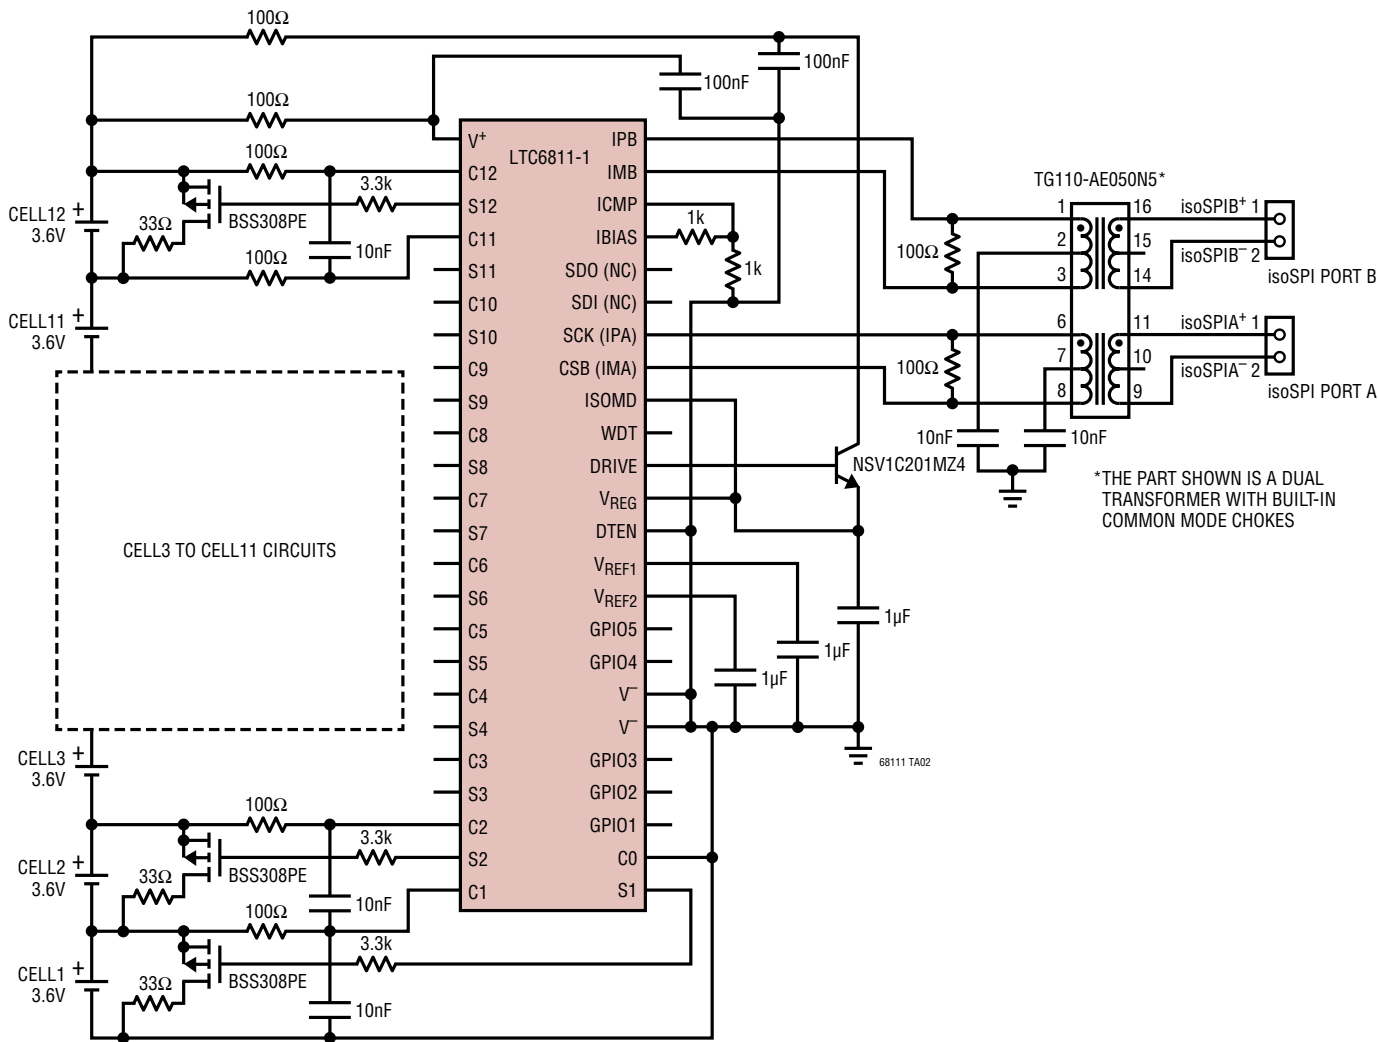 100Ω
100nF
100nF
100Ω
100Ω
CELL12 +
3.6V
33Ω
BSS308PE
3.3k
10nF
100Ω
CELL11 +
3.6V
CELL3 TO CELL11 CIRCUITS
CELL3 +
3.6V
100Ω
CELL2 +
3.6V
33Ω
BSS308PE
3.3k
10nF
100Ω
CELL1 +
3.6V
33Ω
BSS308PE
3.3k
10nF
LTC6811-1
V+
C12
S12
C11
S11
C10
S10
C9
S9
C8
S8
C7
S7
C6
S6
C5
S5
C4
S4
C3
S3
C2
S2
C1
IPB
IMB
ICMP
IBIAS
SDO (NC)
SDI (NC)
SCK (IPA)
CSB (IMA)
ISOMD
WDT
DRIVE
VREG
DTEN
VREF1
VREF2
GPIO5
GPIO4
V–
V–
GPIO3
GPIO2
GPIO1
C0
S1
1k
1k
NSV1C201MZ4
1µF
1µF
1µF
68111 TA02
TG110-AE050N5*
100Ω
1
2
3
16
15
14
isoSPIB+ 1
isoSPIB– 2
isoSPI PORT B
100Ω
6
7
8
11
10
9
isoSPIA+ 1
isoSPIA– 2
isoSPI PORT A
10nF
10nF
*THE PART SHOWN IS A DUAL
TRANSFORMER WITH BUILT-IN
COMMON MODE CHOKES